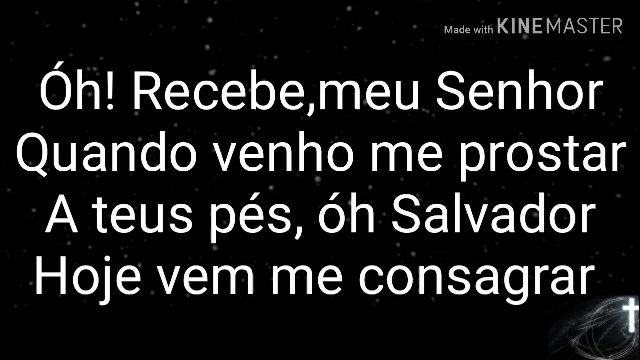 Made with KINEMASTER
Óh! Recebe,meu Senhor
Quando venho me prostar
A teus pés, óh Salvador
Hoje vem me consagrar